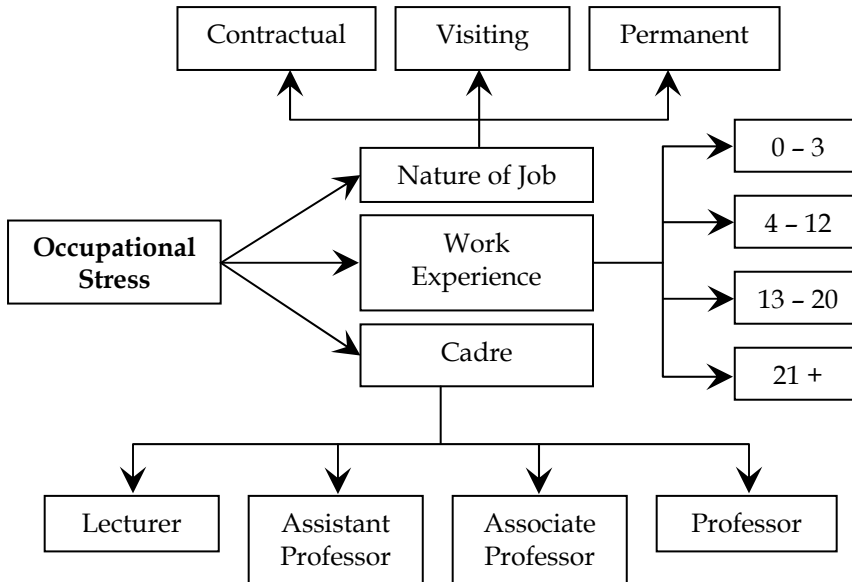 Contractual
Visiting
Permanent
Nature of Job
0 – 3
4 – 12
13 – 20
21 +
Occupational
Stress
Work
Experience
Cadre
Lecturer
Assistant
Professor
Associate
Professor
Professor